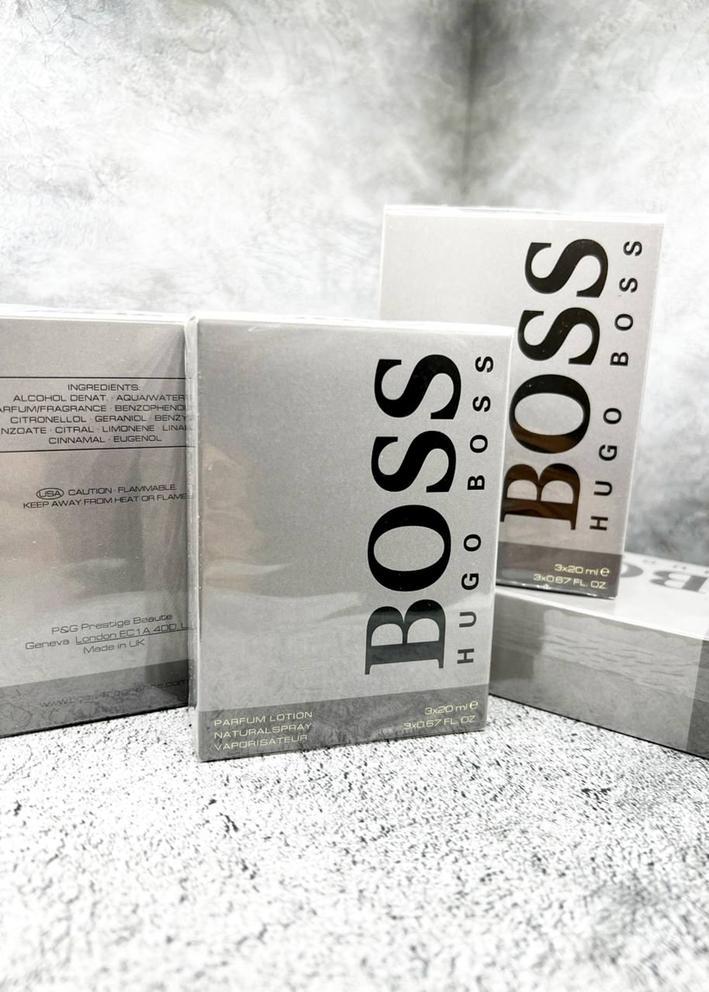 INGREDIENTS:
ALCOHOL DENAT. · AQUA/WATER
ARFUM/FRAGRANCE · BENZOPHENO
CITRONELLOL · GERANIOL · BENZY
NZOATE · CITRAL · LIMONENE · LINA
CINNAMAL · EUGENOL
USA CAUTION · FLAMMABLE
KEEP AWAY FROM HEAT OR FLAME
P&G Prestige Beaute
Geneva London EC1A 4DD
Made in UK
BOSS
HUGO BOSS
PARFUM LOTION
NATURALSPRAY
VAPORISATEUR
3x20 ml e
3x0.67 FL. OZ
BOSS
HUGO BOSS
3x20 ml e
3x0.67 FL. OZ
BO